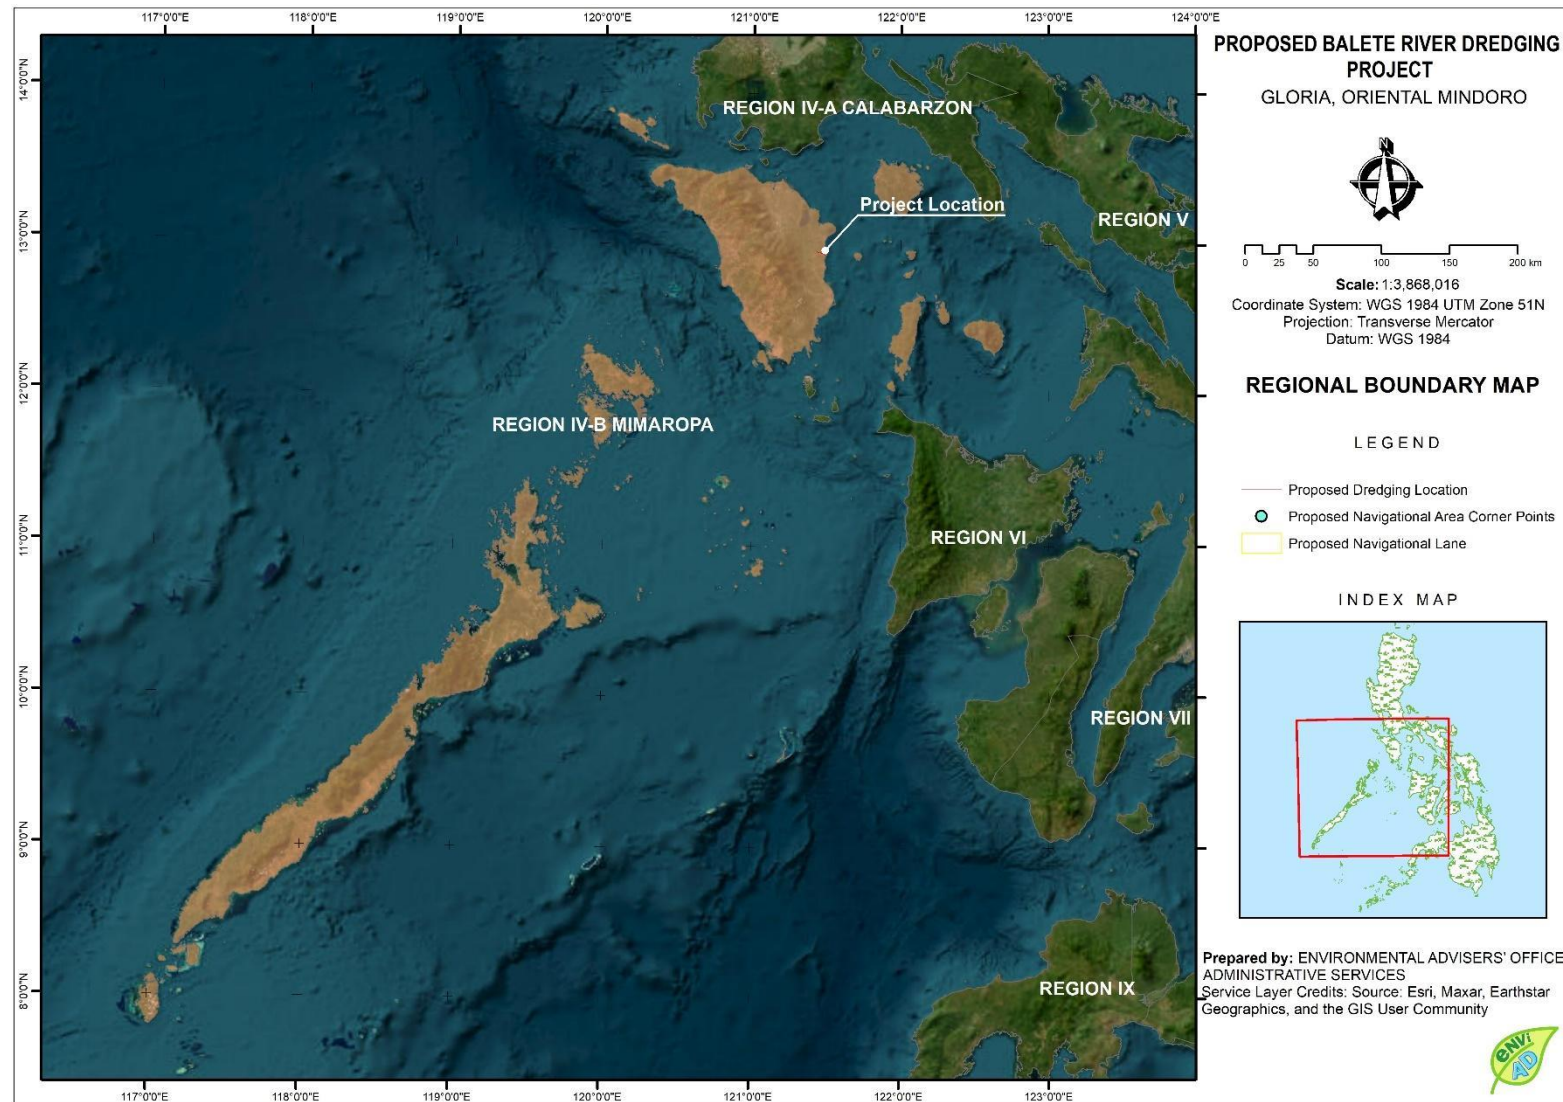 117°0'0"E 118°0'0"E 119°0'0"E 120°0'0"E 121°0'0"E 122°0'0"E 123°0'0"E 124°0'0"E
14°0'0"N
13°0'0"N
12°0'0"N
11°0'0"N
10°0'0"N
9°0'0"N
8°0'0"N
REGION IV-A CALABARZON
Project Location
REGION V
REGION IV-B MIMAROPA
REGION VI
REGION VII
REGION IX
117°0'0"E 118°0'0"E 119°0'0"E 120°0'0"E 121°0'0"E 122°0'0"E 123°0'0"E
PROPOSED BALETE RIVER DREDGING
PROJECT
GLORIA, ORIENTAL MINDORO
N
0 25 50 100 150 200 km
Scale: 1:3,868,016
Coordinate System: WGS 1984 UTM Zone 51N
Projection: Transverse Mercator
Datum: WGS 1984
REGIONAL BOUNDARY MAP
LEGEND
Proposed Dredging Location
Proposed Navigational Area Corner Points
Proposed Navigational Lane
INDEX MAP
Prepared by: ENVIRONMENTAL ADVISERS' OFFICE
ADMINISTRATIVE SERVICES
Service Layer Credits: Source: Esri, Maxar, Earthstar
Geographics, and the GIS User Community
eNVi
AD